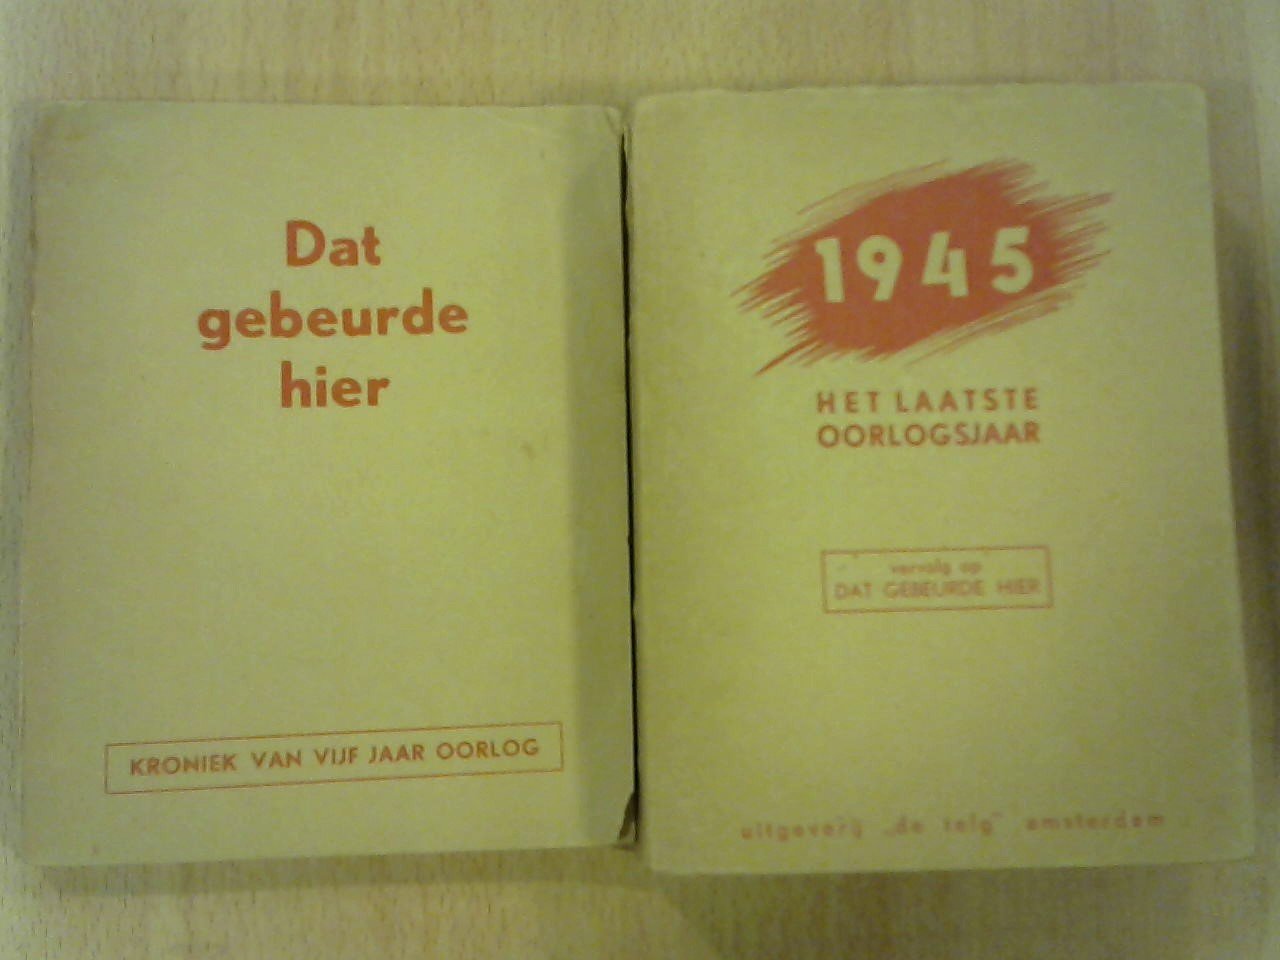 Dat
gebeurde
hier
KRONIEK VAN VIJF JAAR OORLOG
1945
HET LAATSTE
OORLOGSJAAR
vervolg op
DAT GEBEURDE HIER
uitgeverij „de telg" amsterdam